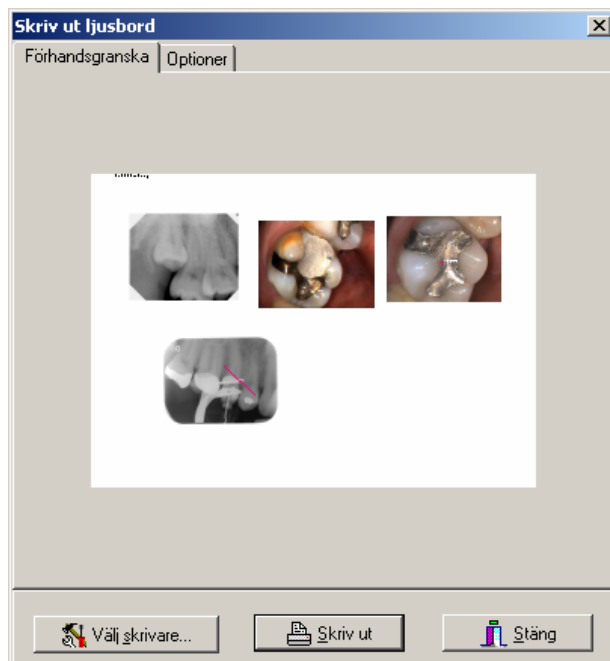 Skriv ut ljusbord
Förhandsgranska
Optioner
Välj skrivare...
Skriv ut
Stäng